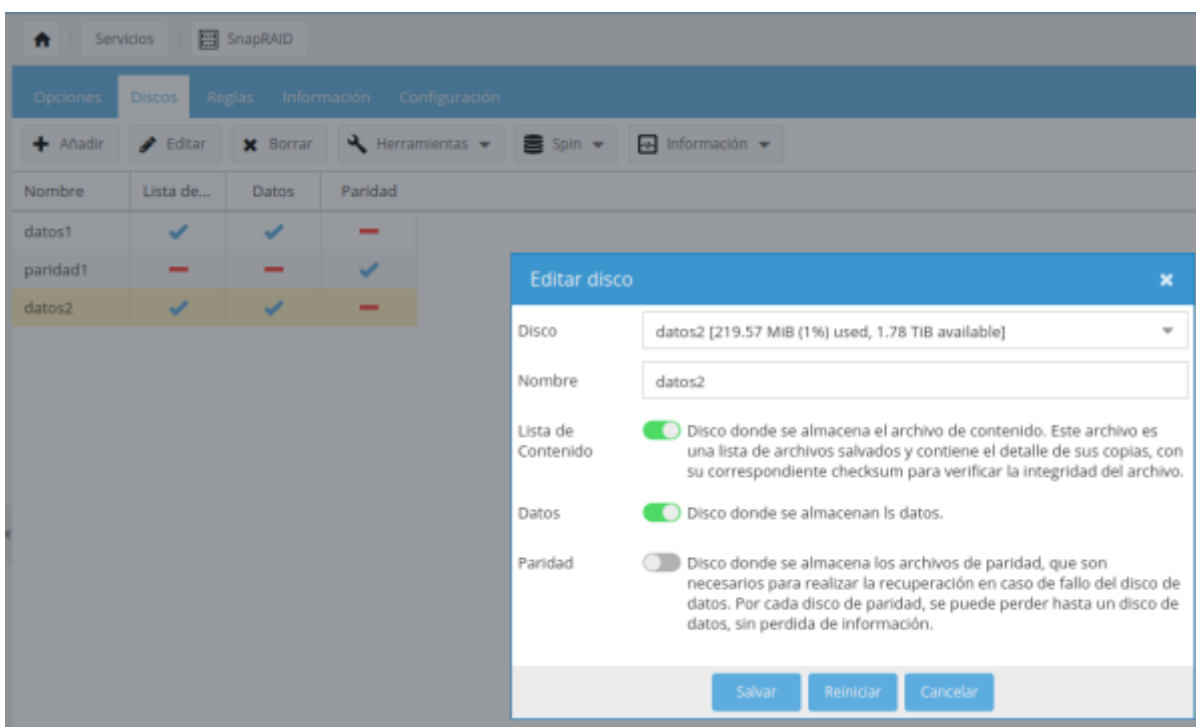 Servicios SnapRAID
Opciones Discos Reglas Información Configuración
Añadir Editar Borrar Herramientas Spin Información
Nombre Lista de... Datos Paridad
datos1
paridad1
datos2
Editar disco
Disco datos2 [219.57 MiB (1%) used, 1.78 TiB available]
Nombre datos2
Lista de Contenido
Disco donde se almacena el archivo de contenido. Este archivo es
una lista de archivos salvados y contiene el detalle de sus copias, con
su correspondiente checksum para verificar la integridad del archivo.
Datos Disco donde se almacenan ls datos.
Paridad Disco donde se almacena los archivos de paridad, que son
necesarios para realizar la recuperación en caso de fallo del disco de
datos. Por cada disco de paridad, se puede perder hasta un disco de
datos, sin perdida de información.
Salvar Reiniciar Cancelar